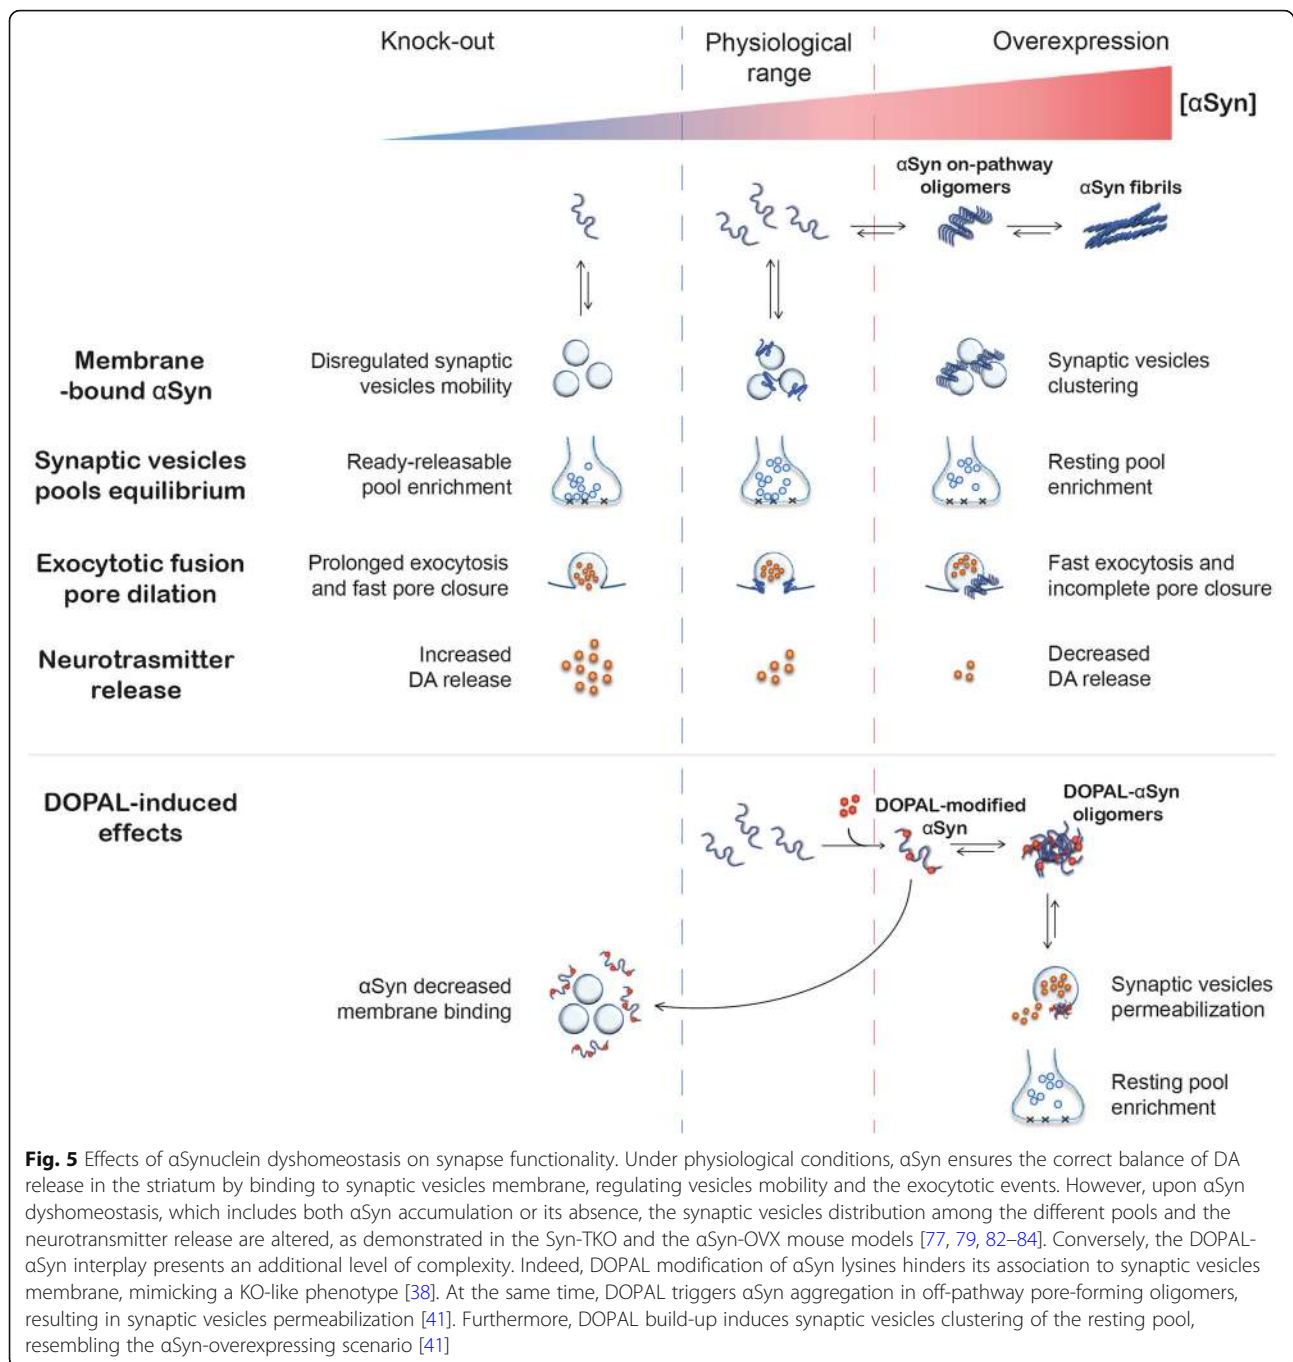 Knock-out
Physiological
range
Overexpression
[αSyn]
αSyn on-pathway
oligomers
αSyn fibrils
Membrane
-bound αSyn
Disregulated synaptic
vesicles mobility
Synaptic vesicles
clustering
Synaptic vesicles
pools equilibrium
Ready-releasable
pool enrichment
Resting pool
enrichment
Exocytotic fusion
pore dilation
Prolonged exocytosis
and fast pore closure
Fast exocytosis and
incomplete pore closure
Neurotrasmitter
release
Increased
DA release
Decreased
DA release
DOPAL-induced
effects
DOPAL-modified
αSyn
DOPAL-αSyn
oligomers
αSyn decreased
membrane binding
Synaptic vesicles
permeabilization
Resting pool
enrichment
Fig. 5 Effects of αSynuclein dyshomeostasis on synapse functionality. Under physiological conditions, αSyn ensures the correct balance of DA
release in the striatum by binding to synaptic vesicles membrane, regulating vesicles mobility and the exocytotic events. However, upon αSyn
dyshomeostasis, which includes both αSyn accumulation or its absence, the synaptic vesicles distribution among the different pools and the
neurotransmitter release are altered, as demonstrated in the Syn-TKO and the αSyn-OVX mouse models [77, 79, 82–84]. Conversely, the DOPAL-
αSyn interplay presents an additional level of complexity. Indeed, DOPAL modification of αSyn lysines hinders its association to synaptic vesicles
membrane, mimicking a KO-like phenotype [38]. At the same time, DOPAL triggers αSyn aggregation in off-pathway pore-forming oligomers,
resulting in synaptic vesicles permeabilization [41]. Furthermore, DOPAL build-up induces synaptic vesicles clustering of the resting pool,
resembling the αSyn-overexpressing scenario [41]